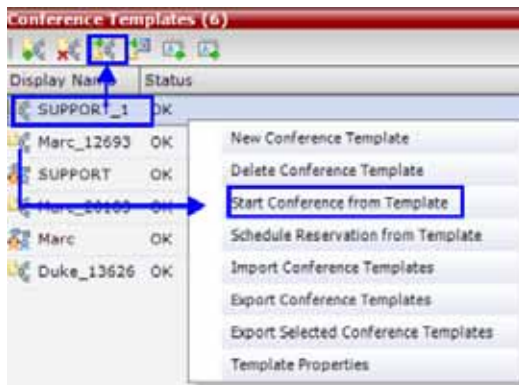 Conference Templates (6)
Display Name Status
SUPPORT_1 OK
Marc_12693 OK
SUPPORT OK
Marc_20103 OK
Marc OK
Duke_13626 OK
New Conference Template
Delete Conference Template
Start Conference from Template
Schedule Reservation from Template
Import Conference Templates
Export Conference Templates
Export Selected Conference Templates
Template Properties